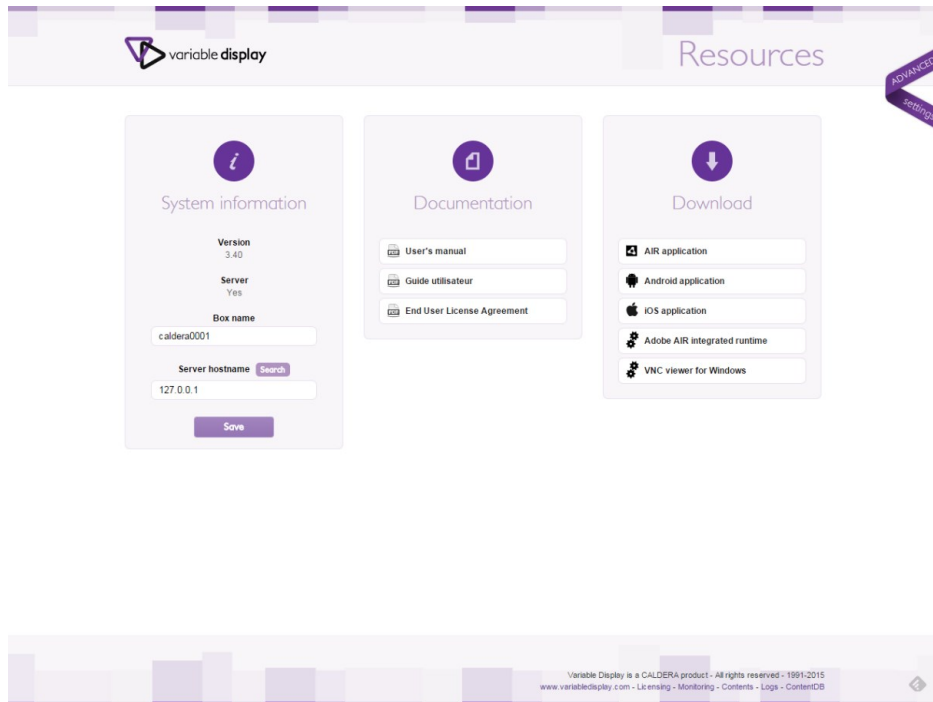 variable display
Resources
ADVANCED
settings
System information
Version
3.40
Server
Yes
Box name
caldera0001
Server hostname Search
127.0.0.1
Save
Documentation
User's manual
Guide utilisateur
End User License Agreement
Download
AIR application
Android application
iOS application
Adobe AIR integrated runtime
VNC viewer for Windows
Variable Display is a CALDERA product - All rights reserved - 1991-2015
www.variabledisplay.com - Licensing - Monitoring - Contents - Logs - ContentDB